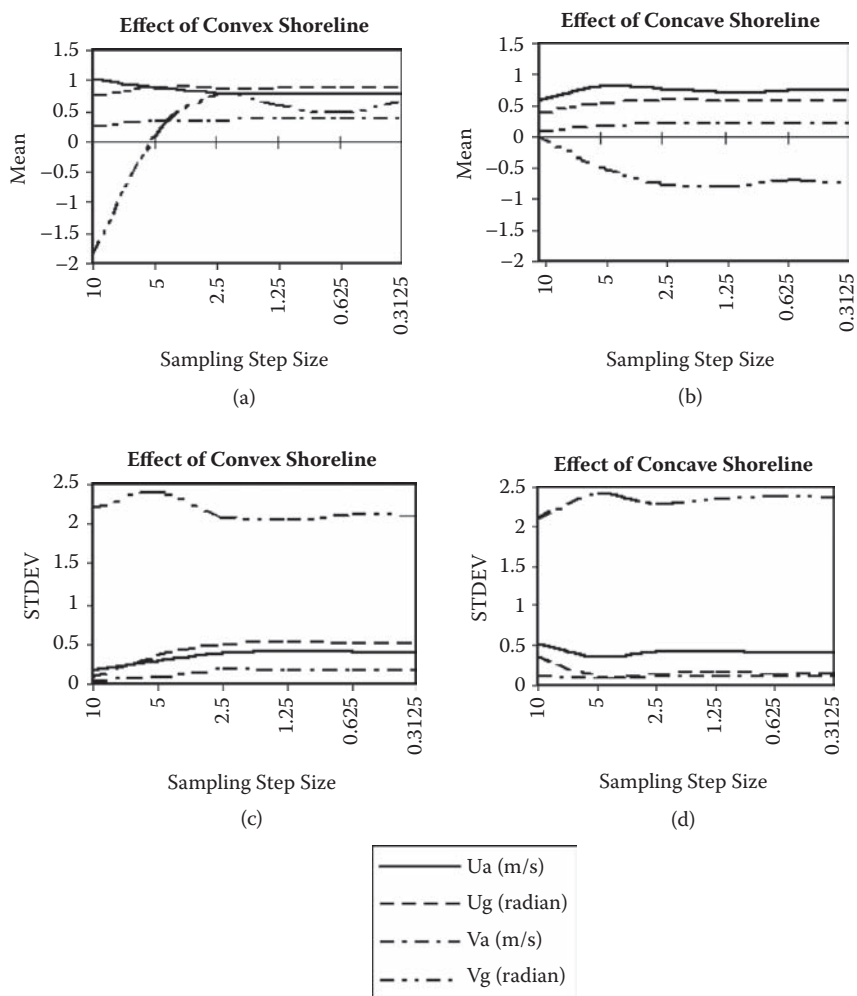 Effect of Convex Shoreline
1.5
1
0.5
0
−0.5
−1
−1.5
−2
Mean
10
5
2.5
1.25
0.625
0.3125
Sampling Step Size
(a)
Effect of Concave Shoreline
1.5
1
0.5
0
−0.5
−1
−1.5
−2
Mean
10
5
2.5
1.25
0.625
0.3125
Sampling Step Size
(b)
Effect of Convex Shoreline
2.5
2
1.5
1
0.5
0
STDEV
10
5
2.5
1.25
0.625
0.3125
Sampling Step Size
(c)
Effect of Concave Shoreline
2.5
2
1.5
1
0.5
0
STDEV
10
5
2.5
1.25
0.625
0.3125
Sampling Step Size
(d)
Ua (m/s)
Ug (radian)
Va (m/s)
Vg (radian)